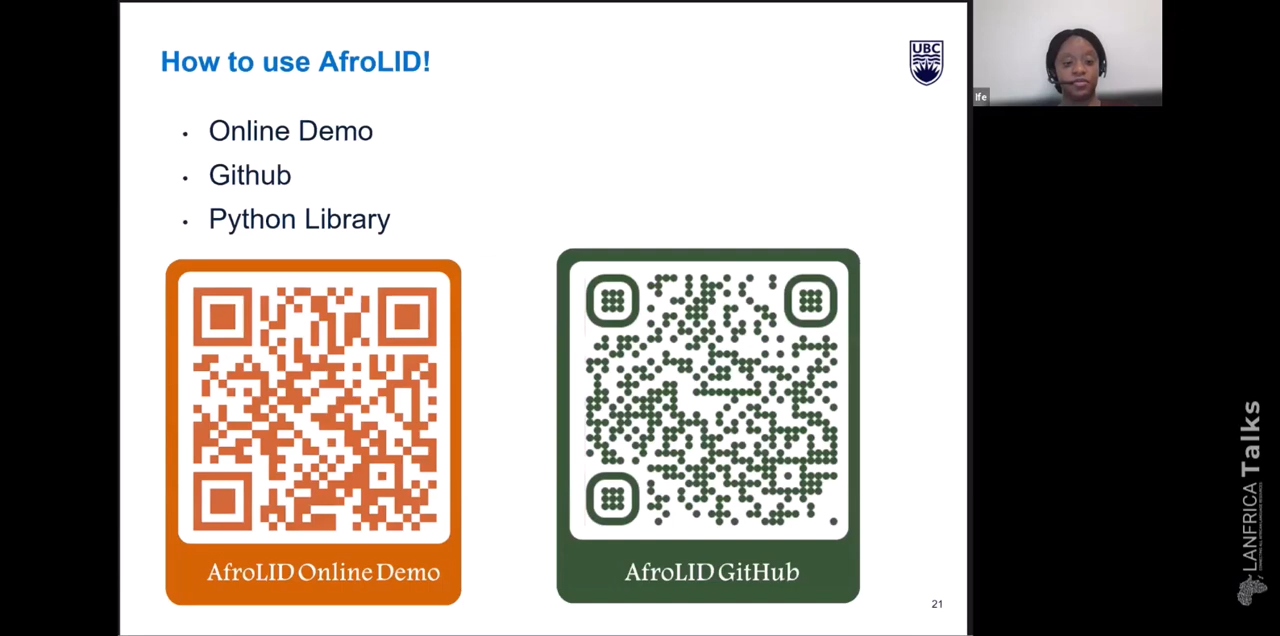 How to use AfroLID!
UBC
Ife
• Online Demo
• Github
• Python Library
AfroLID Online Demo
AfroLID GitHub
21
LANFRICA Talks